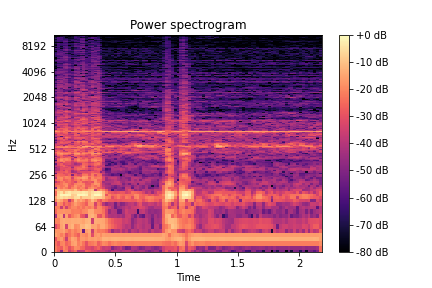 Power spectrogram
8192
4096
2048
1024
512
256
128
64
0
Hz
0
0.5
1
1.5
2
Time
+0 dB
-10 dB
-20 dB
-30 dB
-40 dB
-50 dB
-60 dB
-70 dB
-80 dB